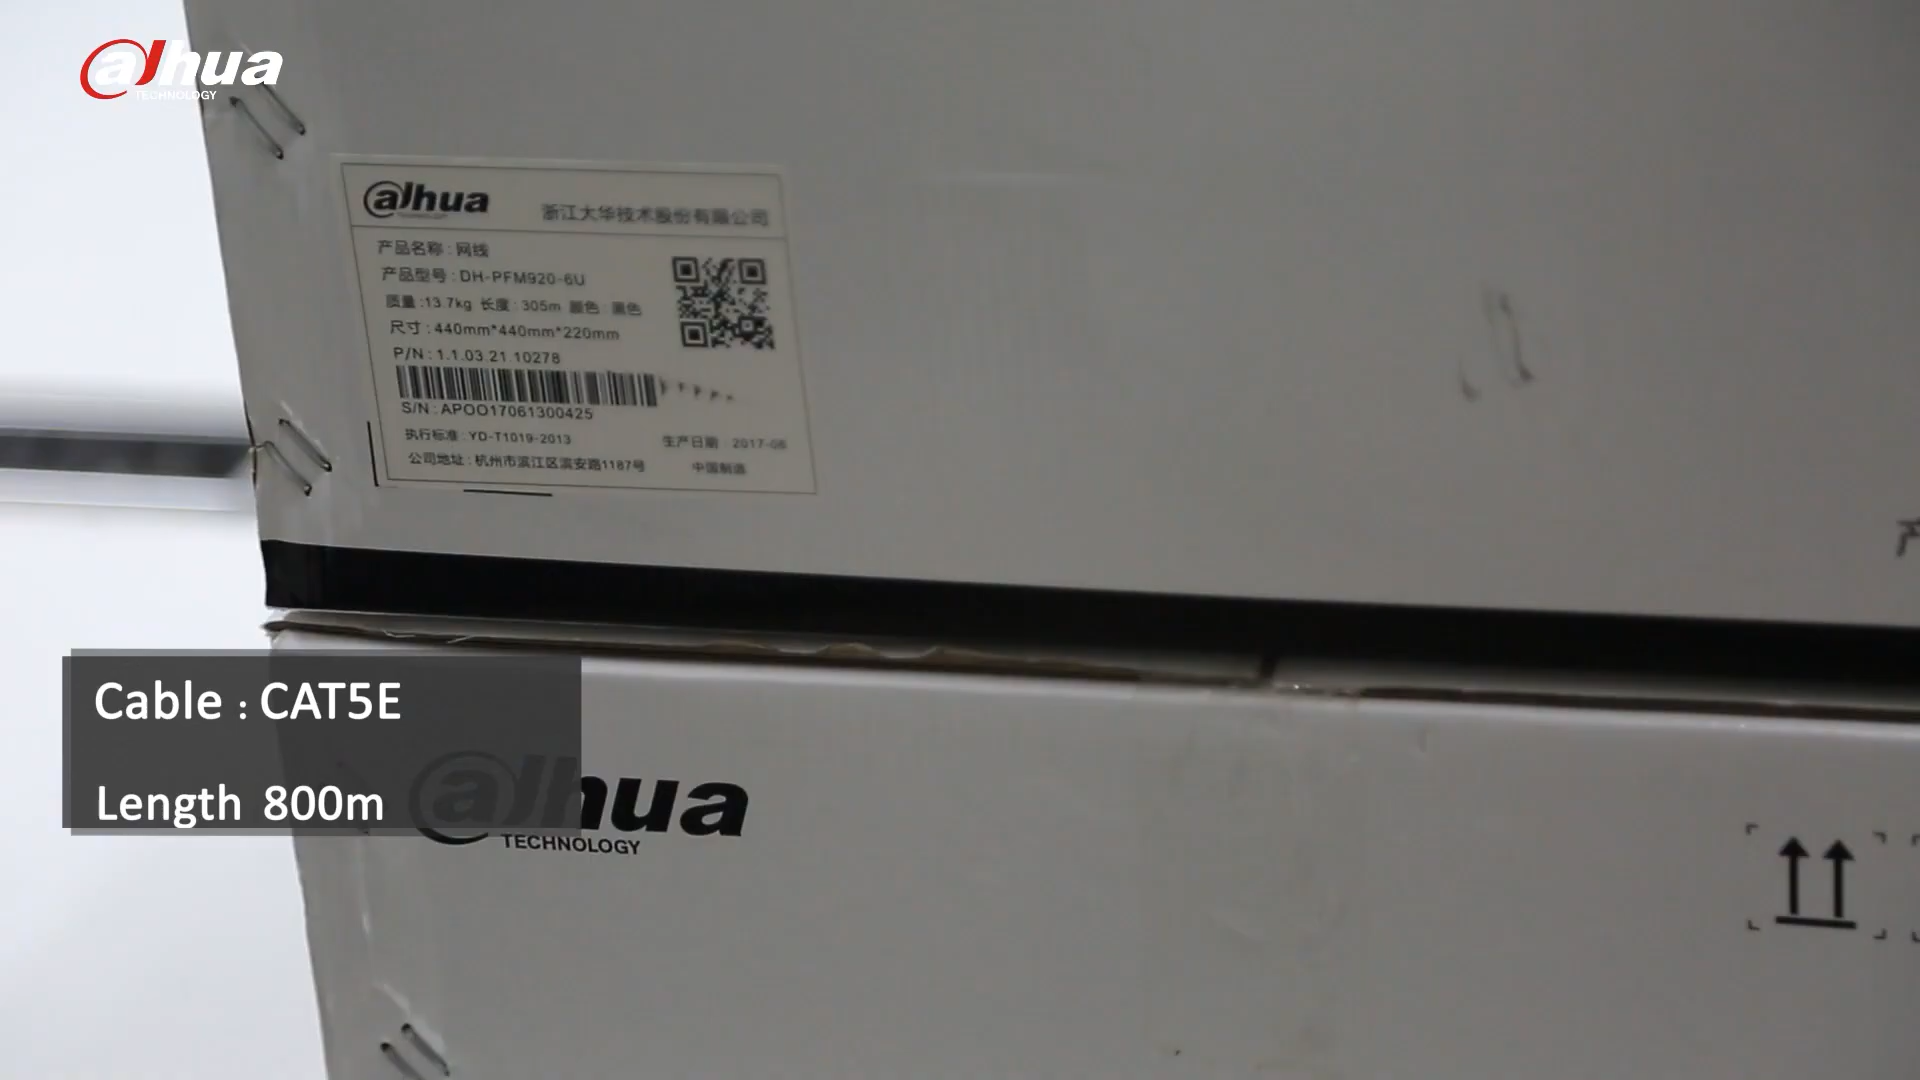 alhua
TECHNOLOGY
alhua
TECHNOLOGY
浙江大华技术股份有限公司
产品名称：网线
产品型号：DH-PFM920-6U
质量：13.7kg 长度：305m 颜色：黑色
尺寸：440mm*440mm*220mm
P/N：1.1.03.21.10278
S/N：APOO17061300425
执行标准：YD-T1019-2013
生产日期 2017-06
公司地址：杭州市滨江区滨安路1187号
中国制造
Cable : CAT5E
Length 800m
alhua
TECHNOLOGY